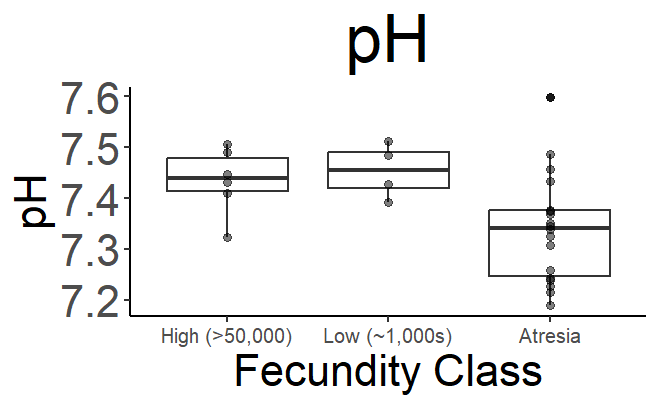 pH
7.6
7.5
7.4
7.3
7.2
pH
High (>50,000) Low (~1,000s) Atresia
Fecundity Class